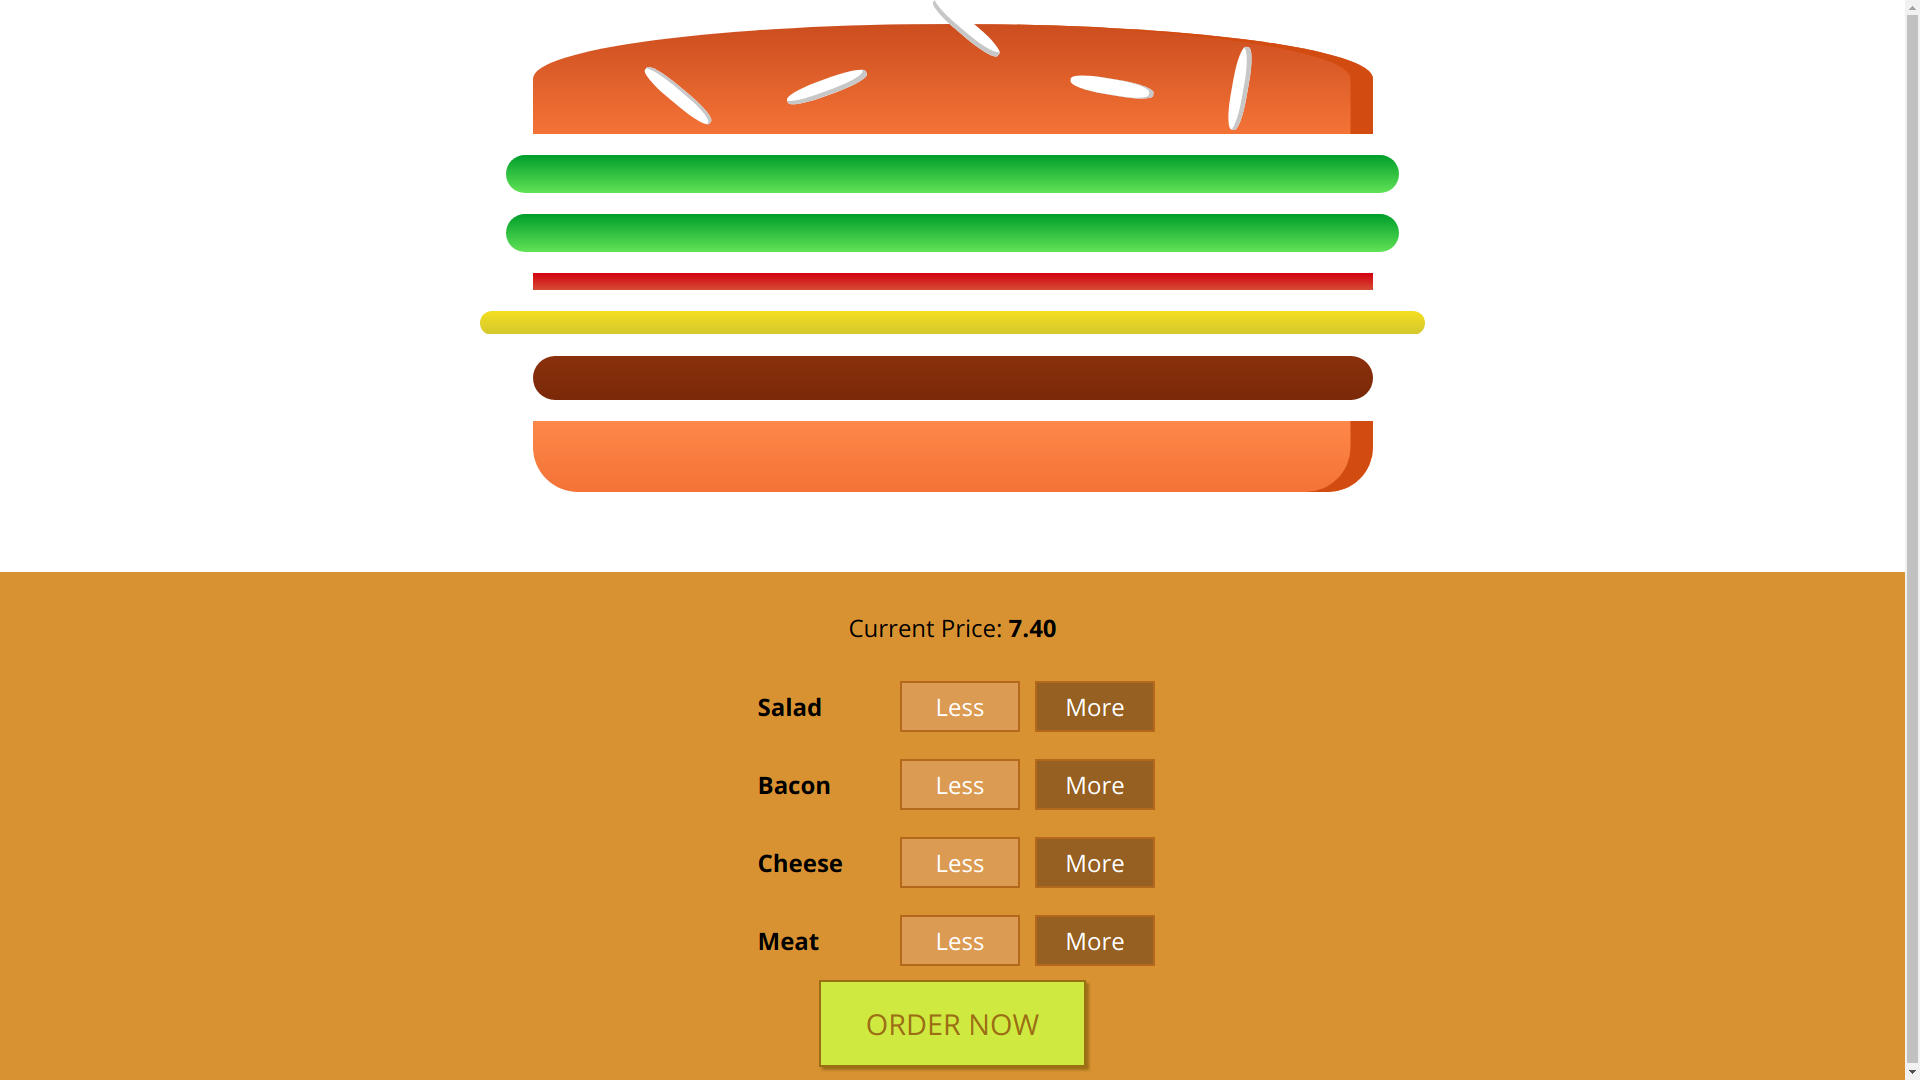 Current Price: 7.40
Salad Less More
Bacon Less More
Cheese Less More
Meat Less More
ORDER NOW